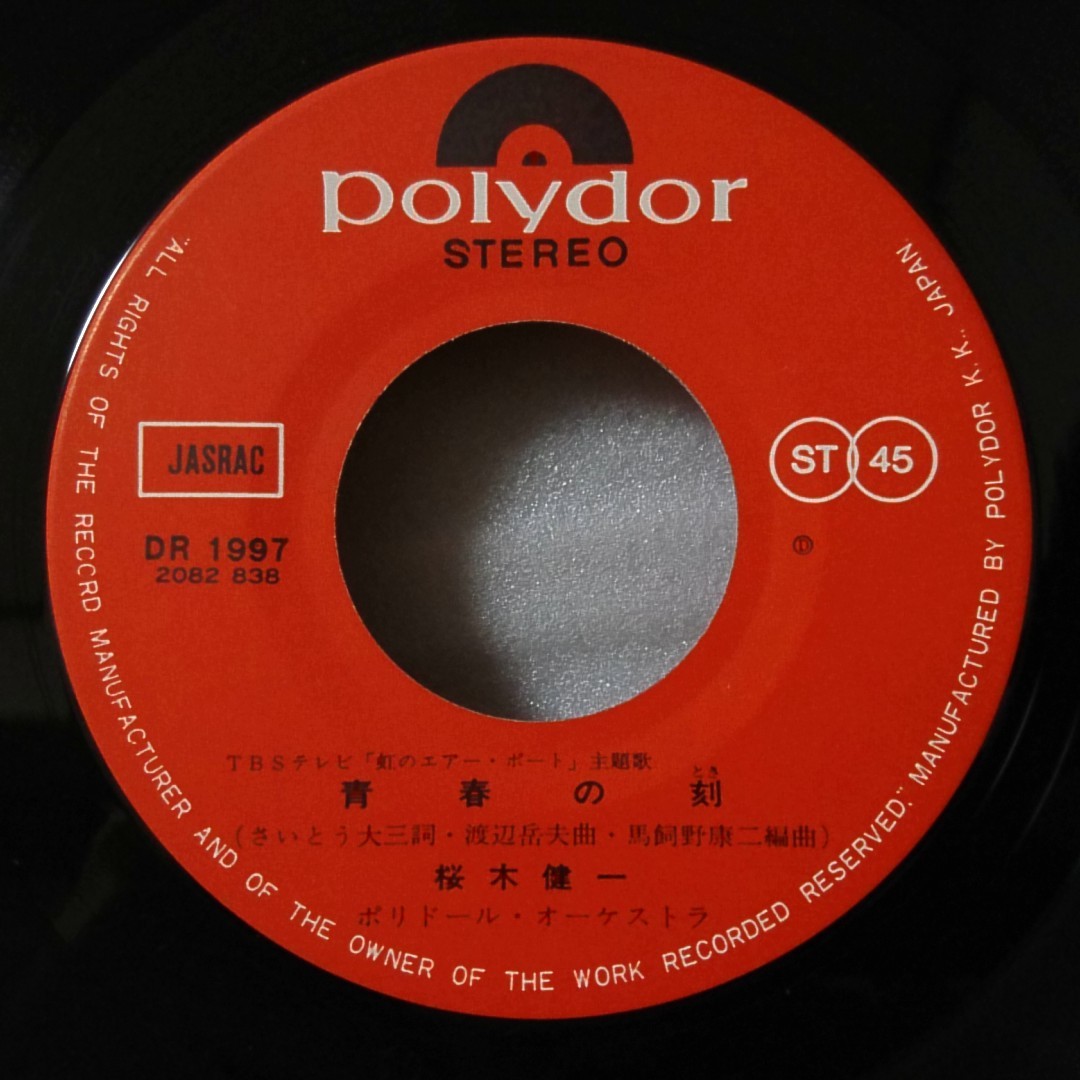 polydor
STEREO
JASRAC
DR 1997
2082 838
ST 45
Ⓓ
TBSテレビ「虹のエアー・ポート」主題歌
青春の刻
とき
(さいとう大三詞・渡辺岳夫曲・馬飼野康二編曲)
桜木健一
ポリドール・オーケストラ
"ALL RIGHTS OF THE RECCRD MANUFACTURER AND OF THE OWNER OF THE WORK RECORDED RESERVED." MANUFACTURED BY POLYDOR K.K., JAPAN